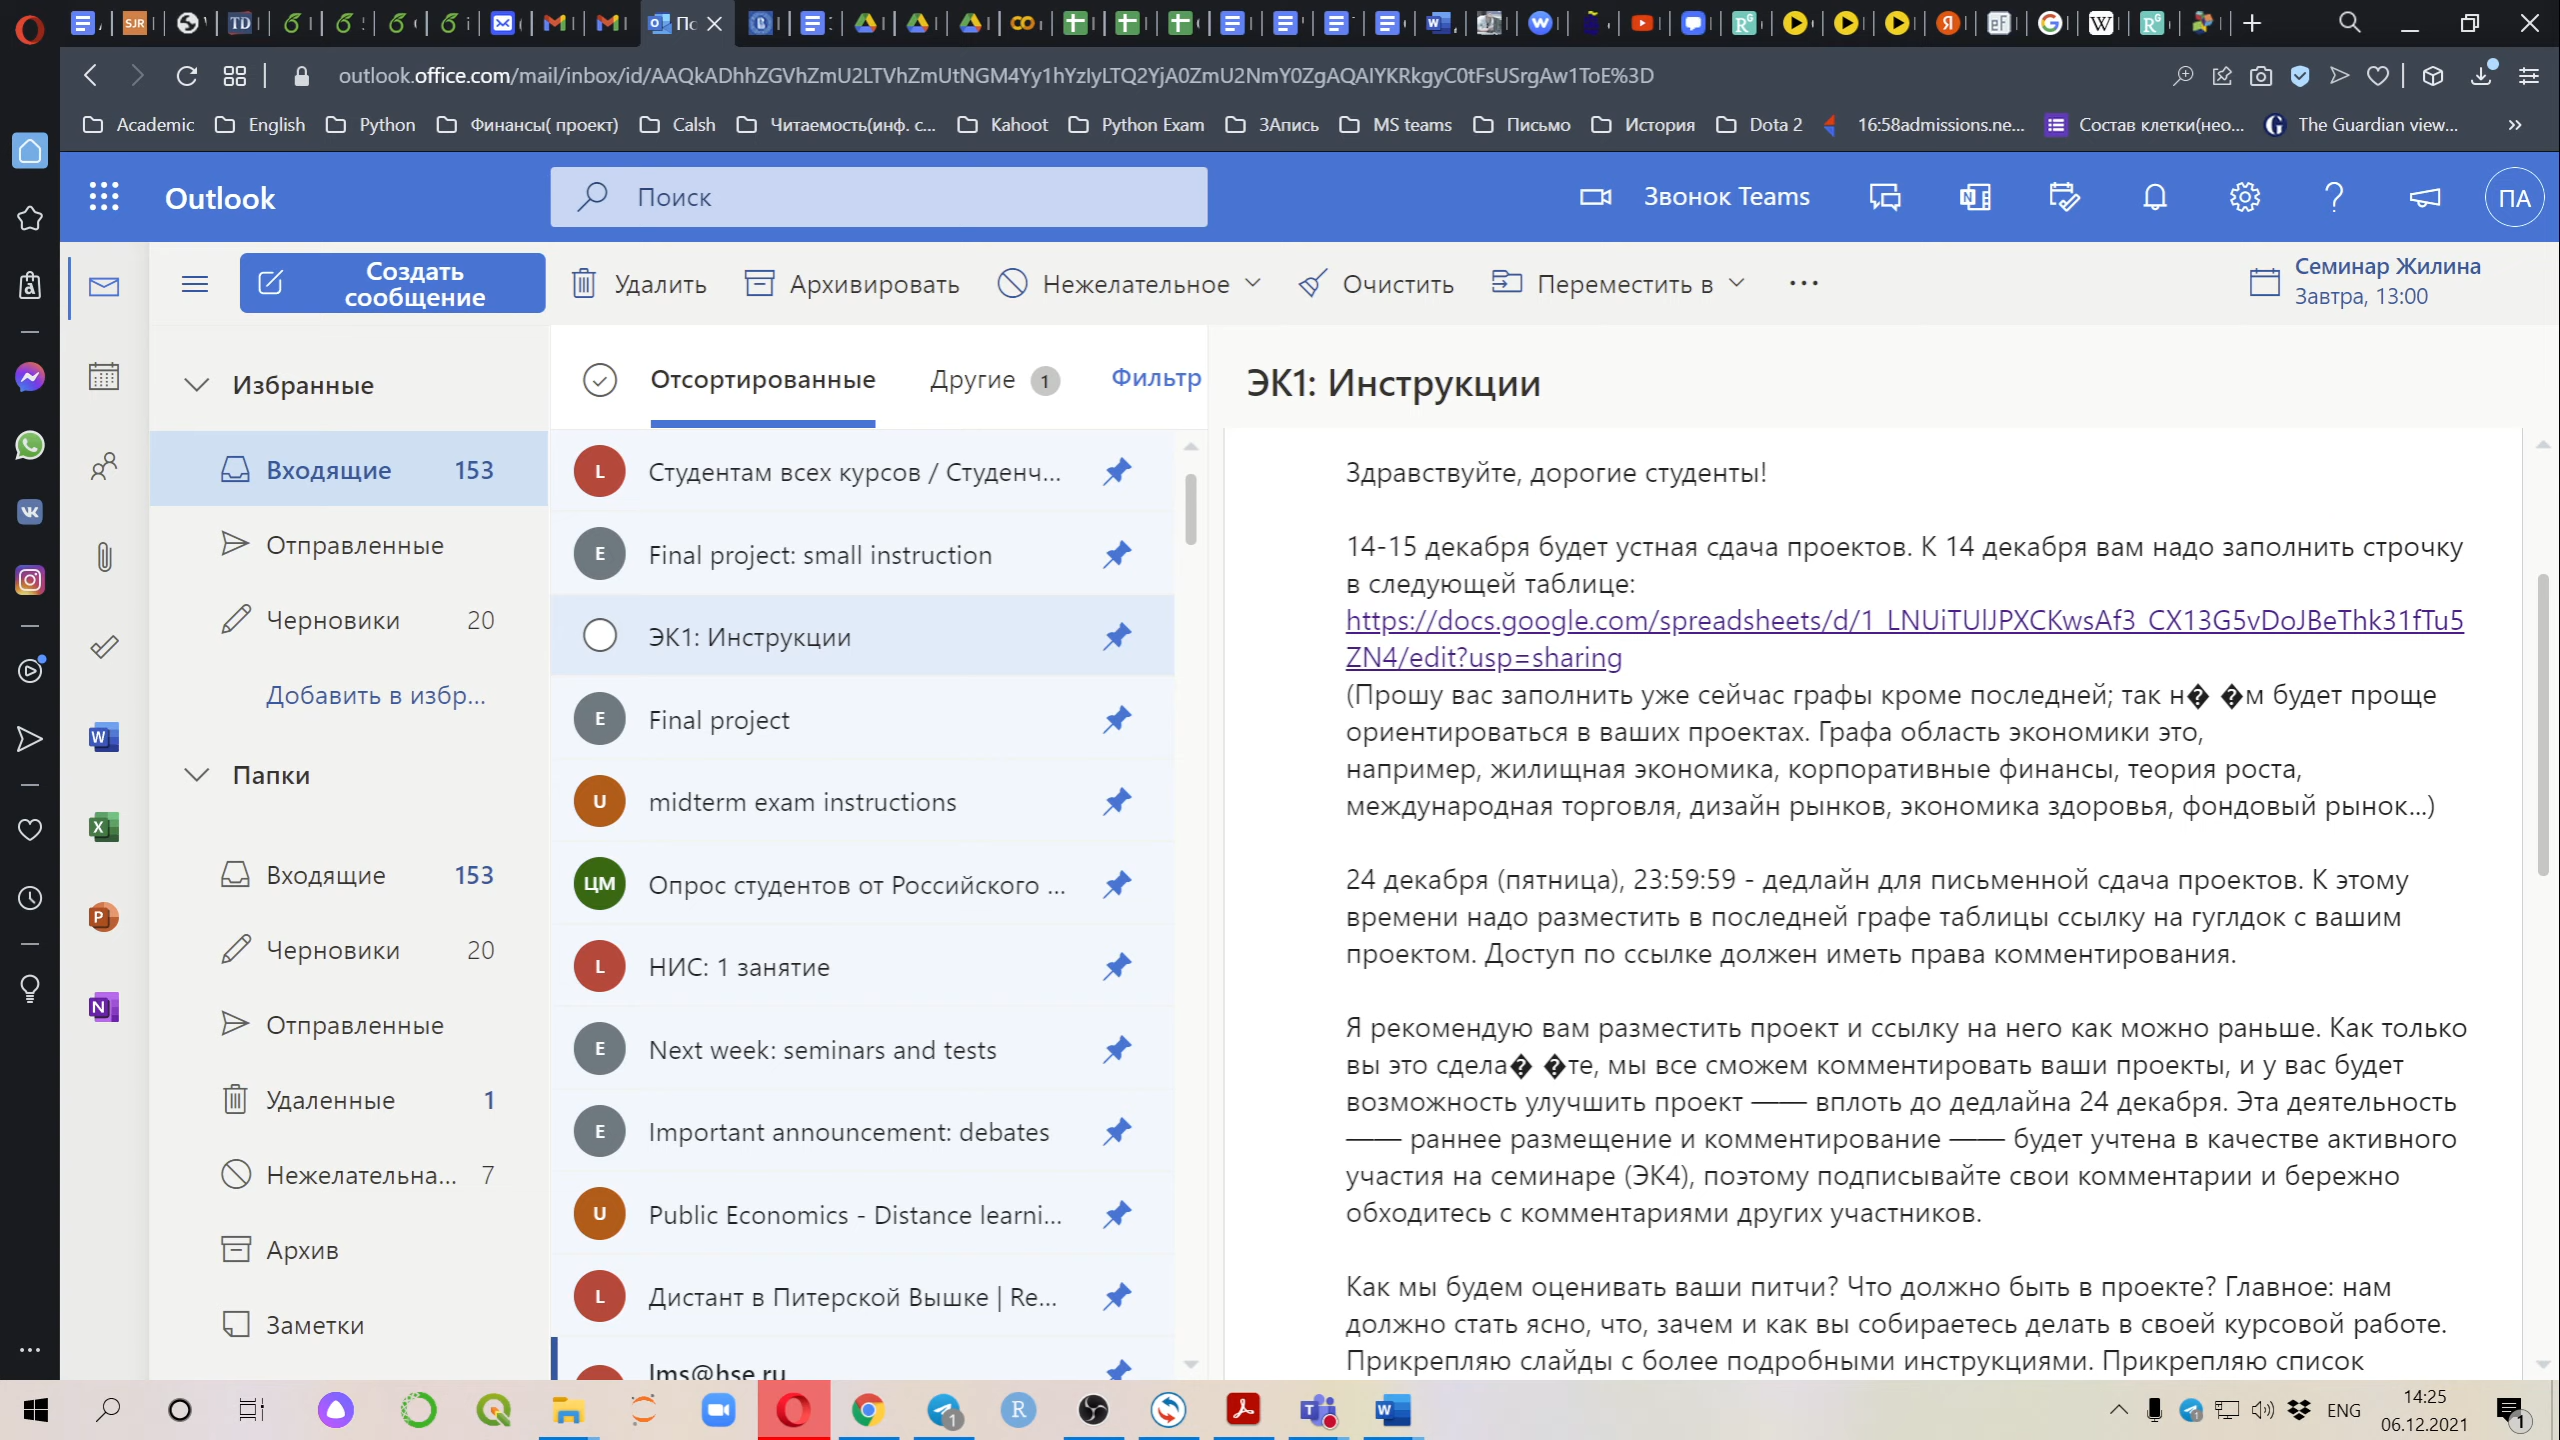 SJR
TD
По
outlook.office.com/mail/inbox/id/AAQkADhhZGVhZmU2LTVhZmUtNGM4Yy1hYzIyLTQ2YjA0ZmU2NmY0ZgAQAIYKRkgyC0tFsUSrgAw1ToE%3D
Academic English Python Финансы( проект) Calsh Читаемость(инф. с... Kahoot Python Exam ЗАпись MS teams Письмо История Dota 2 16:58admissions.ne... Состав клетки(нео... The Guardian view...
Outlook
Поиск
Звонок Teams
ПА
Создать сообщение
Удалить Архивировать Нежелательное Очистить Переместить в
Семинар Жилина
Завтра, 13:00
Избранные
Входящие 153
Отправленные
Черновики 20
Добавить в избр...
Папки
Входящие 153
Черновики 20
Отправленные
Удаленные 1
Нежелательна... 7
Архив
Заметки
Отсортированные Другие 1 Фильтр
L Студентам всех курсов / Студенч...
E Final project: small instruction
ЭК1: Инструкции
E Final project
U midterm exam instructions
ЦМ Опрос студентов от Российского ...
L НИС: 1 занятие
E Next week: seminars and tests
E Important announcement: debates
U Public Economics - Distance learni...
L Дистант в Питерской Вышке | Re...
lms@hse.ru
ЭК1: Инструкции
Здравствуйте, дорогие студенты!
14-15 декабря будет устная сдача проектов. К 14 декабря вам надо заполнить строчку
в следующей таблице:
https://docs.google.com/spreadsheets/d/1_LNUiTUlJPXCKwsAf3_CX13G5vDoJBeThk31fTu5
ZN4/edit?usp=sharing
(Прошу вас заполнить уже сейчас графы кроме последней; так н� �м будет проще
ориентироваться в ваших проектах. Графа область экономики это,
например, жилищная экономика, корпоративные финансы, теория роста,
международная торговля, дизайн рынков, экономика здоровья, фондовый рынок...)
24 декабря (пятница), 23:59:59 - дедлайн для письменной сдача проектов. К этому
времени надо разместить в последней графе таблицы ссылку на гуглдок с вашим
проектом. Доступ по ссылке должен иметь права комментирования.
Я рекомендую вам разместить проект и ссылку на него как можно раньше. Как только
вы это сдела� �те, мы все сможем комментировать ваши проекты, и у вас будет
возможность улучшить проект —— вплоть до дедлайна 24 декабря. Эта деятельность
—— раннее размещение и комментирование —— будет учтена в качестве активного
участия на семинаре (ЭК4), поэтому подписывайте свои комментарии и бережно
обходитесь с комментариями других участников.
Как мы будем оценивать ваши питчи? Что должно быть в проекте? Главное: нам
должно стать ясно, что, зачем и как вы собираетесь делать в своей курсовой работе.
Прикрепляю слайды с более подробными инструкциями. Прикрепляю список
ENG
14:25
06.12.2021